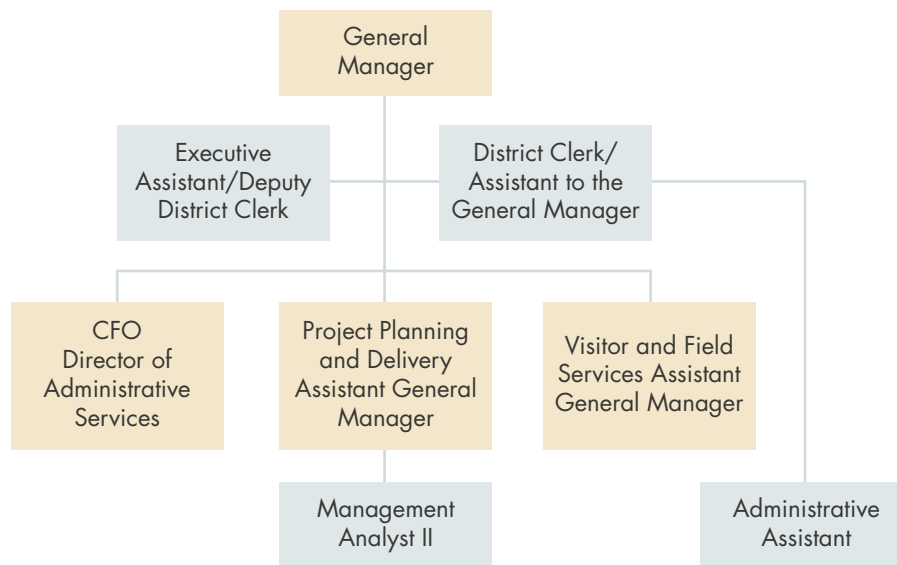 General
Manager
Executive
Assistant/Deputy
District Clerk
District Clerk/
Assistant to the
General Manager
CFO
Director of
Administrative
Services
Project Planning
and Delivery
Assistant General
Manager
Visitor and Field
Services Assistant
General Manager
Management
Analyst II
Administrative
Assistant